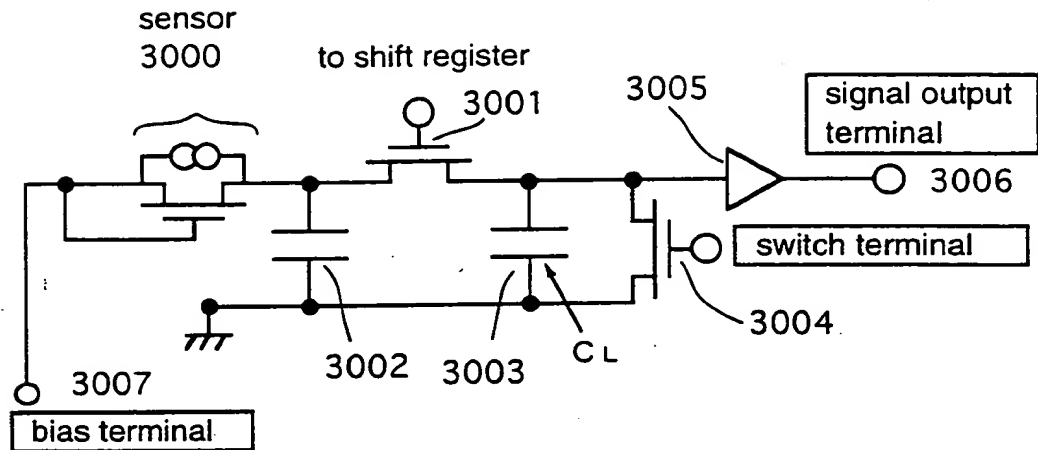 sensor
3000
to shift register
3001
3005
signal output
terminal
3006
switch terminal
3004
3002
3003
CL
3007
bias terminal